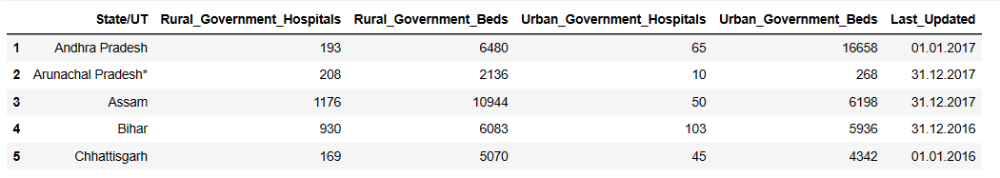 State/UT Rural_Government_Hospitals Rural_Government_Beds Urban_Government_Hospitals Urban_Government_Beds Last_Updated
1 Andhra Pradesh 193 6480 65 16658 01.01.2017
2 Arunachal Pradesh* 208 2136 10 268 31.12.2017
3 Assam 1176 10944 50 6198 31.12.2017
4 Bihar 930 6083 103 5936 31.12.2016
5 Chhattisgarh 169 5070 45 4342 01.01.2016